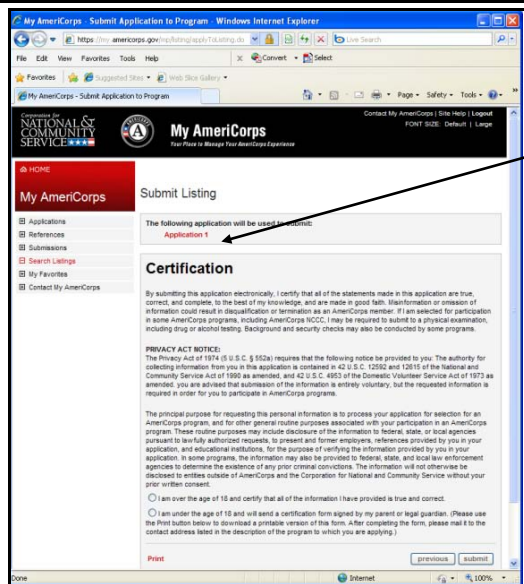 My AmeriCorps - Submit Application to Program - Windows Internet Explorer
https://my.americorps.gov/mp/listing/applyToListing.do
Live Search
File Edit View Favorites Tools Help
Convert
Select
Favorites
Suggested Sites
Web Slice Gallery
My AmeriCorps - Submit Application to Program
Page Safety Tools
Contact My AmeriCorps | Site Help | Logout
FONT SIZE: Default | Large
Corporation for
NATIONAL &
COMMUNITY
SERVICE
My AmeriCorps
Your Place to Manage Your AmeriCorps Experience
HOME
My AmeriCorps
Applications
References
Submissions
Search Listings
My Favorites
Contact My AmeriCorps
Submit Listing
The following application will be used to submit:
Application 1
Certification
By submitting this application electronically, I certify that all of the statements made in this application are true,
correct, and complete, to the best of my knowledge, and are made in good faith. Misinformation or omission of
information could result in disqualification or termination as an AmeriCorps member. If I am selected for participation
in some AmeriCorps programs, including AmeriCorps NCCC, I may be required to submit to a physical examination,
including drug or alcohol testing. Background and security checks may also be conducted by some programs.
PRIVACY ACT NOTICE:
The Privacy Act of 1974 (5 U.S.C. § 552a) requires that the following notice be provided to you: The authority for
collecting information from you in this application is contained in 42 U.S.C. 12592 and 12615 of the National and
Community Service Act of 1990 as amended, and 42 U.S.C. 4953 of the Domestic Volunteer Service Act of 1973 as
amended. you are advised that submission of the information is entirely voluntary, but the requested information is
required in order for you to participate in AmeriCorps programs.
The principal purpose for requesting this personal information is to process your application for selection for an
AmeriCorps program, and for other general routine purposes associated with your participation in an AmeriCorps
program. These routine purposes may include disclosure of the information to federal, state, or local agencies
pursuant to lawfully authorized requests, to present and former employers, references provided by you in your
application, and educational institutions, for the purpose of verifying the information provided by you in your
application. In some programs, the information may also be provided to federal, state, and local law enforcement
agencies to determine the existence of any prior criminal convictions. The information will not otherwise be
disclosed to entities outside of AmeriCorps and the Corporation for National and Community Service without your
prior written consent.
I am over the age of 18 and certify that all of the information I have provided is true and correct.
I am under the age of 18 and will send a certification form signed by my parent or legal guardian. (Please use
the Print button below to download a printable version of this form. After completing the form, please mail it to the
contact address listed in the description of the program to which you are applying.)
Print
previous
submit
Done
Internet
100%